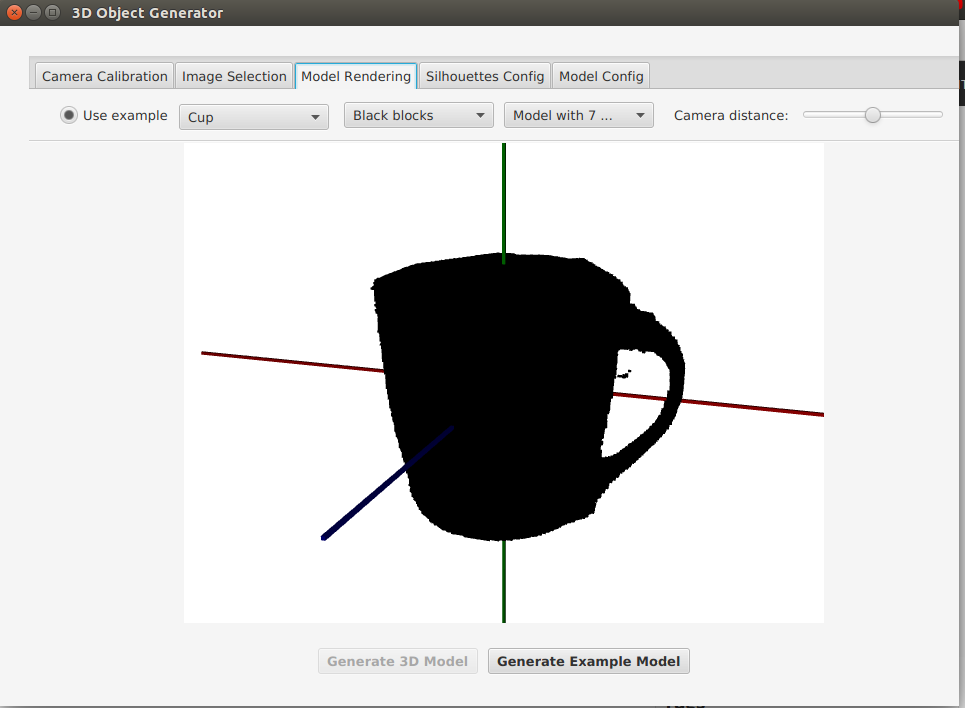 3D Object Generator
Camera Calibration Image Selection Model Rendering Silhouettes Config Model Config
Use example Cup Black blocks Model with 7 ... Camera distance:
Generate 3D Model Generate Example Model